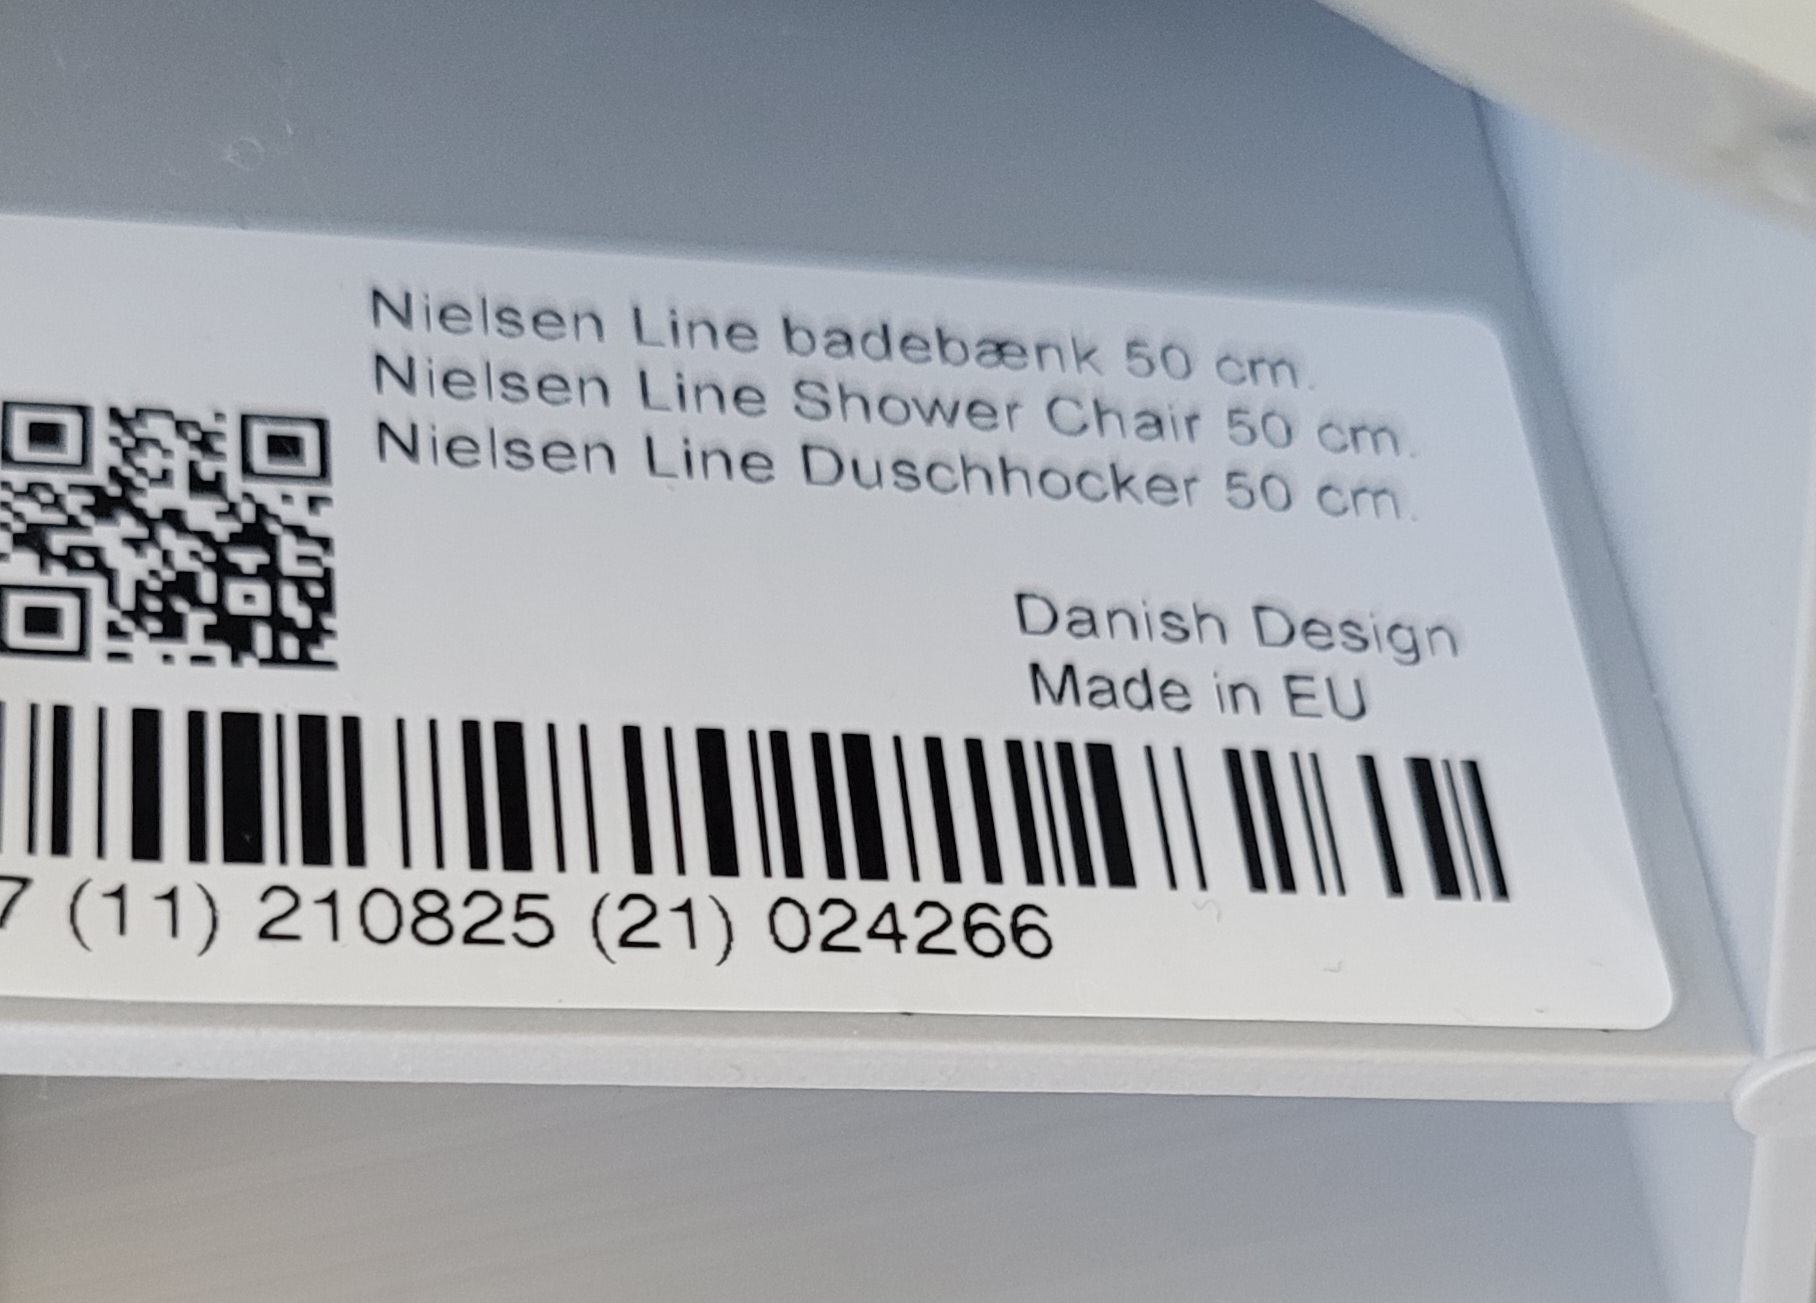 Nielsen Line badebænk 50 cm.
Nielsen Line Shower Chair 50 cm.
Nielsen Line Duschhocker 50 cm.
Danish Design
Made in EU
7 (11) 210825 (21) 024266